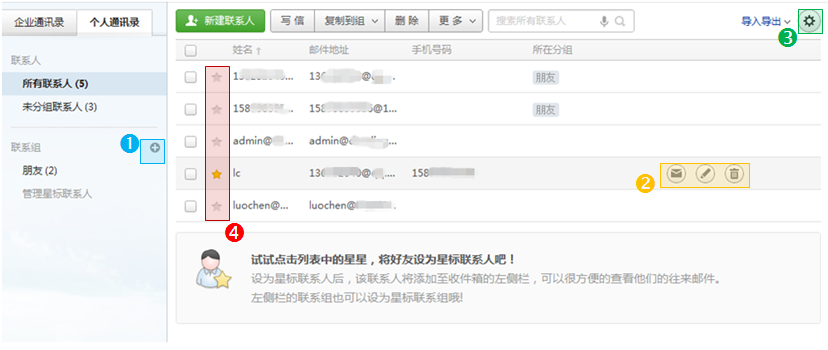 企业通讯录 个人通讯录
新建联系人 写 信 复制到组 删 除 更 多 搜索所有联系人 导入导出
3
联系人
所有联系人 (5)
未分组联系人 (3)
联系组
1
朋友 (2)
管理星标联系人
姓名 ↑ 邮件地址 手机号码 所在分组
朋友
158 朋友
admin@ admin@
lc 136 158
2
luochen@... luochen@
4
试试点击列表中的星星，将好友设为星标联系人吧！
设为星标联系人后，该联系人将添加至收件箱的左侧栏，可以很方便的查看他们的往来邮件。
左侧栏的联系组也可以设为星标联系组哦!